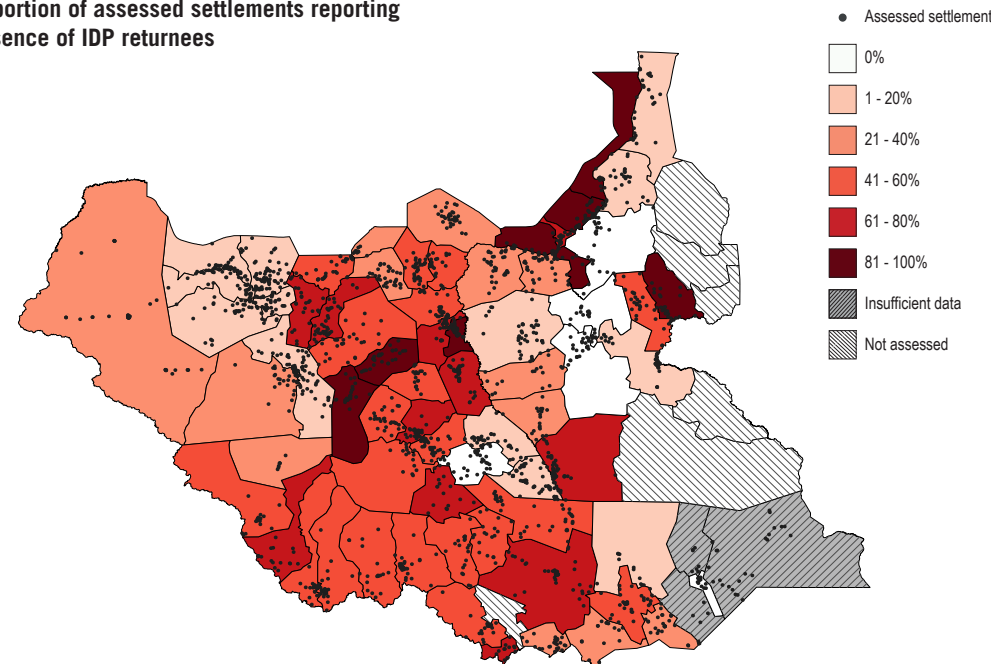 portion of assessed settlements reporting
sence of IDP returnees
Assessed settlement
0%
1 - 20%
21 - 40%
41 - 60%
61 - 80%
81 - 100%
Insufficient data
Not assessed